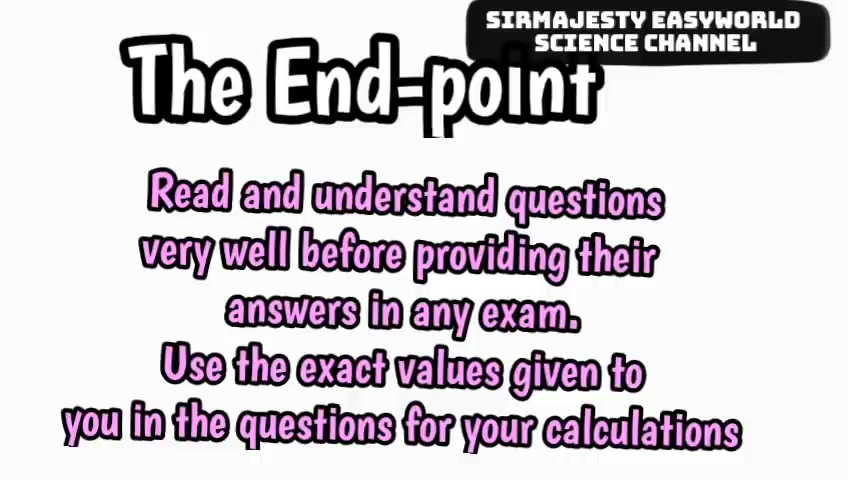 SIRMAJESTY EASYWORLD
SCIENCE CHANNEL
The End-point
Read and understand questions
very well before providing their
answers in any exam.
Use the exact values given to
you in the questions for your calculations